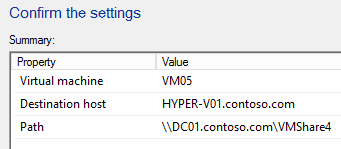 Confirm the settings
Summary:
Property Value
Virtual machine VM05
Destination host HYPER-V01.contoso.com
Path \\DC01.contoso.com\VMShare4